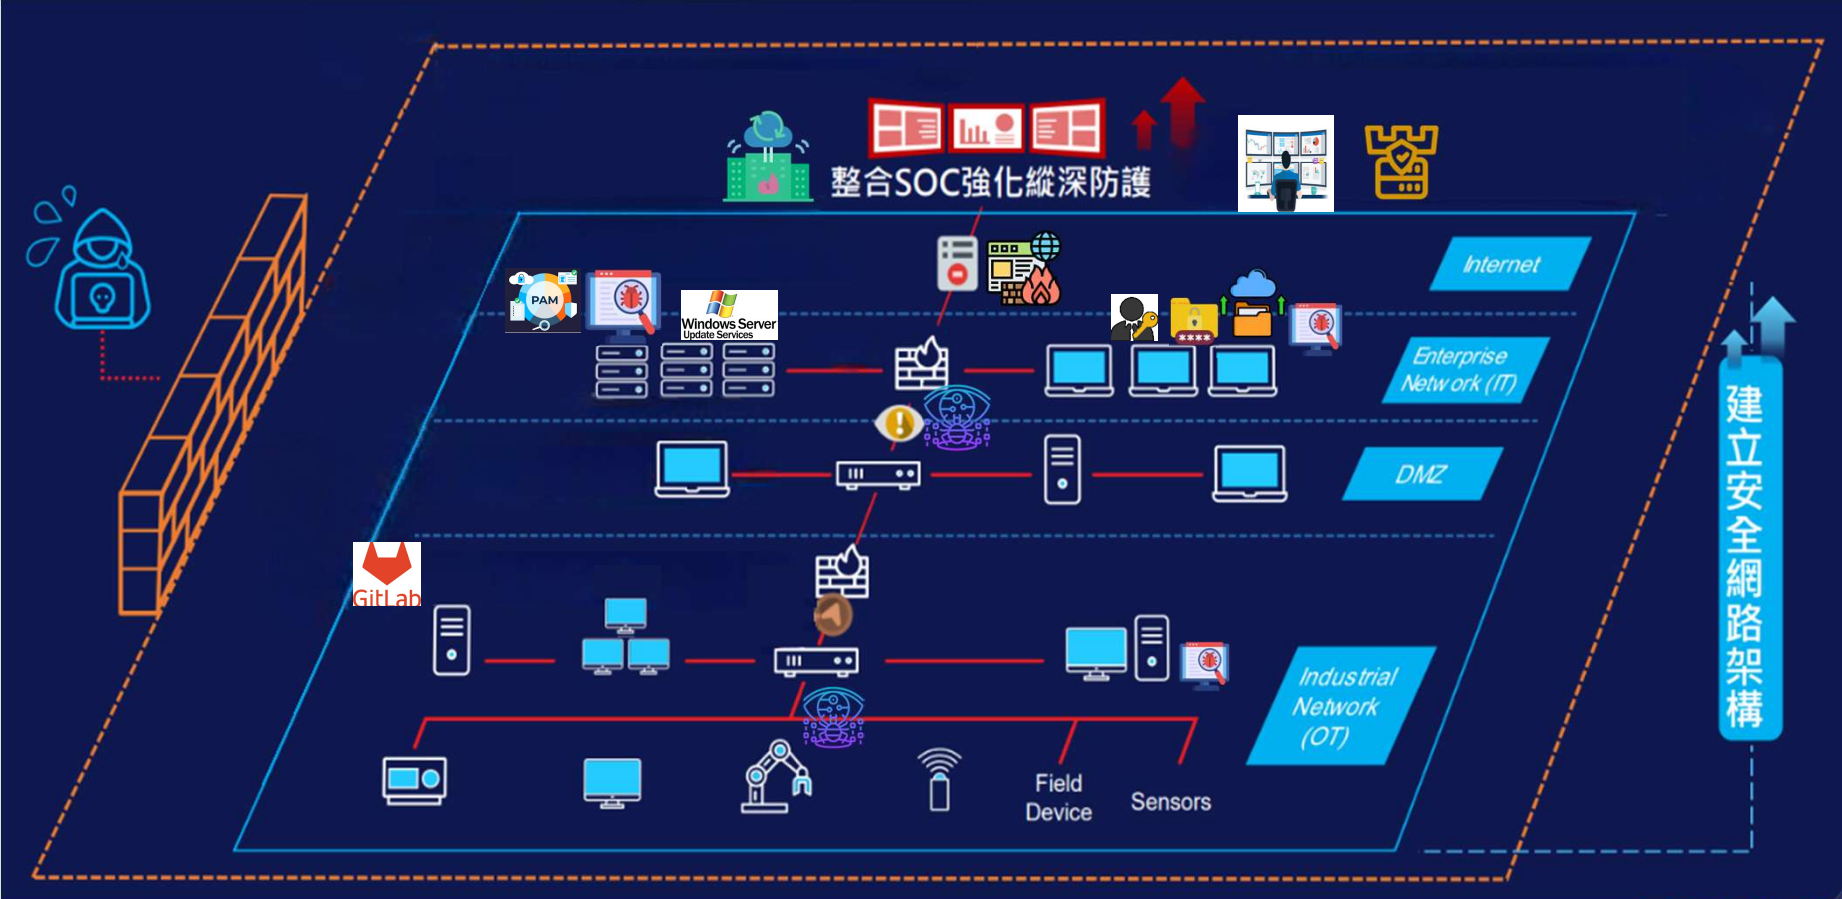 整合SOC強化縱深防護
Internet
PAM
Windows Server
Update Services
****
Enterprise
Network (IT)
DMZ
GitLab
Industrial
Network
(OT)
Field
Device
Sensors
建立安全網路架構